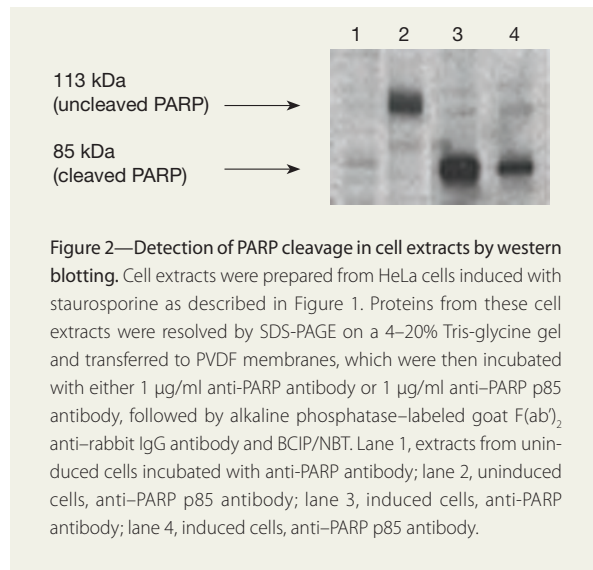 1 2 3 4
113 kDa
(uncleaved PARP)
85 kDa
(cleaved PARP)
Figure 2—Detection of PARP cleavage in cell extracts by western
blotting. Cell extracts were prepared from HeLa cells induced with
staurosporine as described in Figure 1. Proteins from these cell
extracts were resolved by SDS-PAGE on a 4–20% Tris-glycine gel
and transferred to PVDF membranes, which were then incubated
with either 1 μg/ml anti-PARP antibody or 1 μg/ml anti–PARP p85
antibody, followed by alkaline phosphatase–labeled goat F(ab′)₂
anti–rabbit IgG antibody and BCIP/NBT. Lane 1, extracts from unin-
duced cells incubated with anti-PARP antibody; lane 2, uninduced
cells, anti–PARP p85 antibody; lane 3, induced cells, anti-PARP
antibody; lane 4, induced cells, anti–PARP p85 antibody.